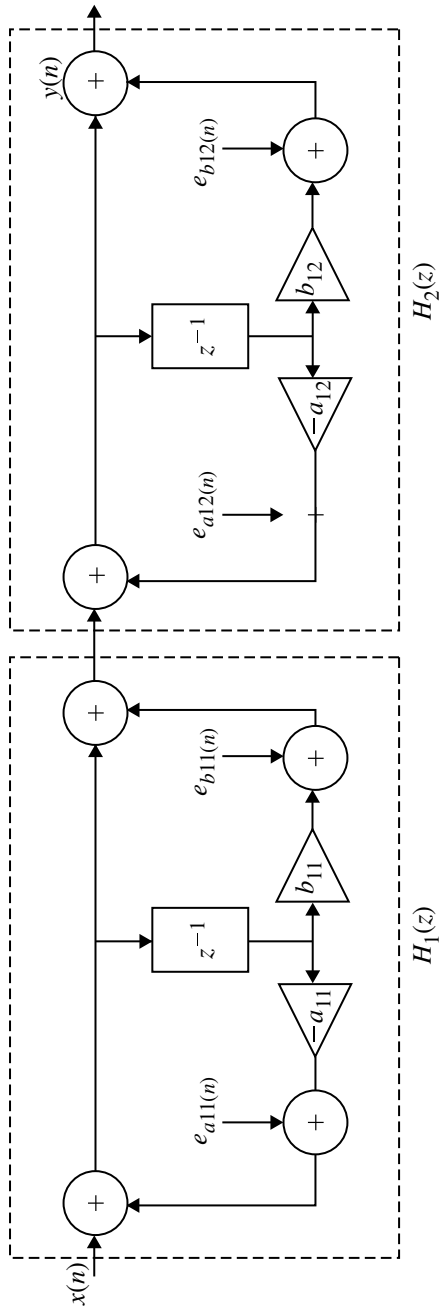 x(n)
+
e_{a11(n)}
+
−a_{11}
z^{−1}
b_{11}
e_{b11(n)}
+
+
H_1(z)
+
e_{a12(n)}
+
−a_{12}
z^{−1}
b_{12}
e_{b12(n)}
+
y(n)
+
H_2(z)